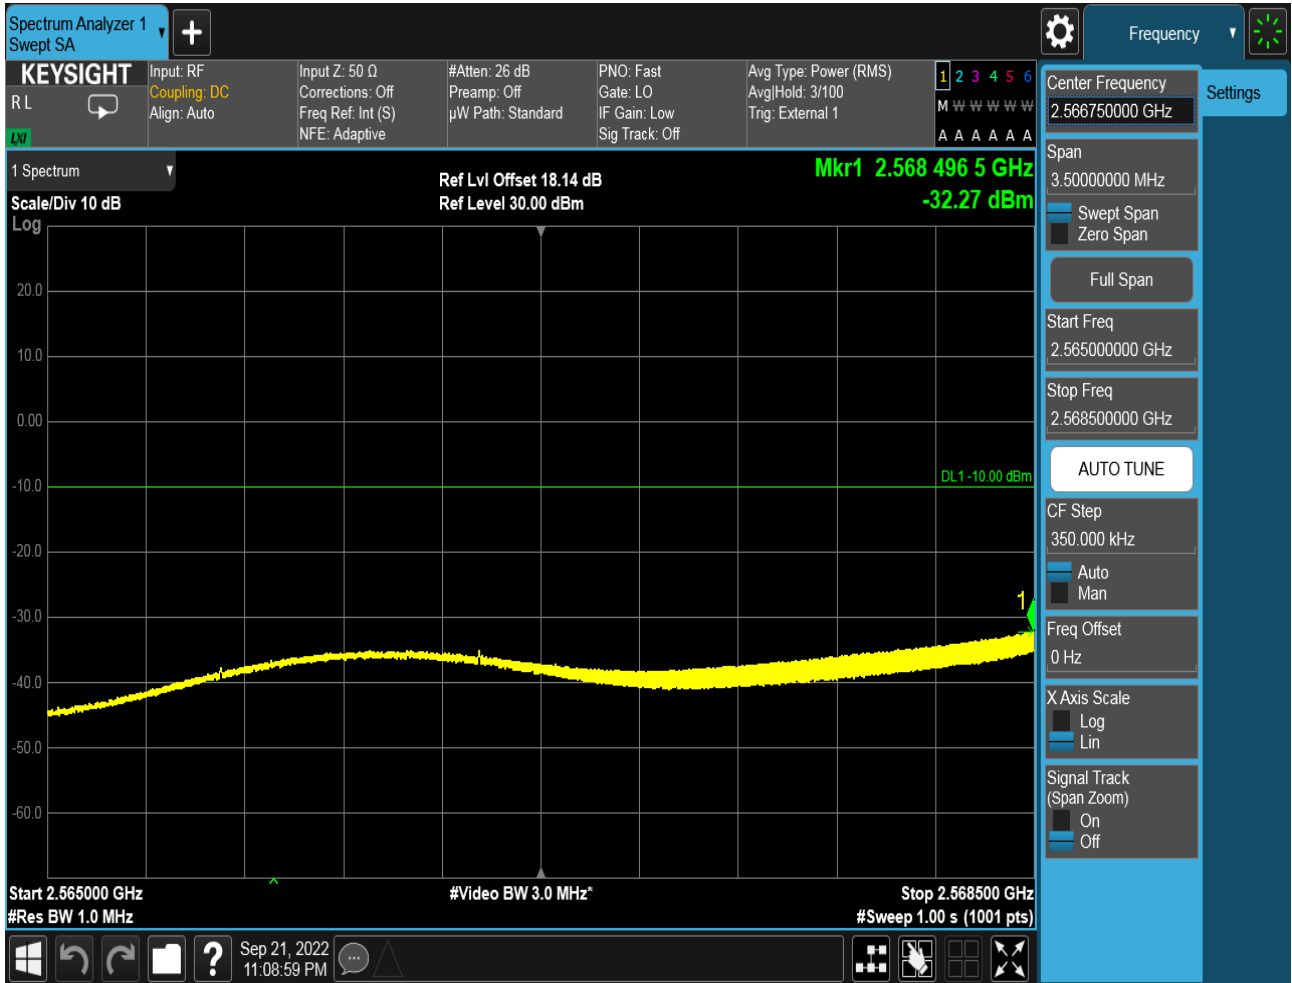 Spectrum Analyzer 1
Swept SA
Frequency
KEYSIGHT
R L
LXI
Input: RF
Coupling: DC
Align: Auto
Input Z: 50 Ω
Corrections: Off
Freq Ref: Int (S)
NFE: Adaptive
#Atten: 26 dB
Preamp: Off
µW Path: Standard
PNO: Fast
Gate: LO
IF Gain: Low
Sig Track: Off
Avg Type: Power (RMS)
Avg|Hold: 3/100
Trig: External 1
1 2 3 4 5 6
M W W W W W
A A A A A A
1 Spectrum
Scale/Div 10 dB
Log
Ref Lvl Offset 18.14 dB
Ref Level 30.00 dBm
Mkr1 2.568 496 5 GHz
-32.27 dBm
20.0
10.0
0.00
-10.0
-20.0
-30.0
-40.0
-50.0
-60.0
DL1 -10.00 dBm
1
Start 2.565000 GHz
#Res BW 1.0 MHz
#Video BW 3.0 MHz*
Stop 2.568500 GHz
#Sweep 1.00 s (1001 pts)
Center Frequency
2.566750000 GHz
Settings
Span
3.50000000 MHz
Swept Span
Zero Span
Full Span
Start Freq
2.565000000 GHz
Stop Freq
2.568500000 GHz
AUTO TUNE
CF Step
350.000 kHz
Auto
Man
Freq Offset
0 Hz
X Axis Scale
Log
Lin
Signal Track
(Span Zoom)
On
Off
?
Sep 21, 2022
11:08:59 PM